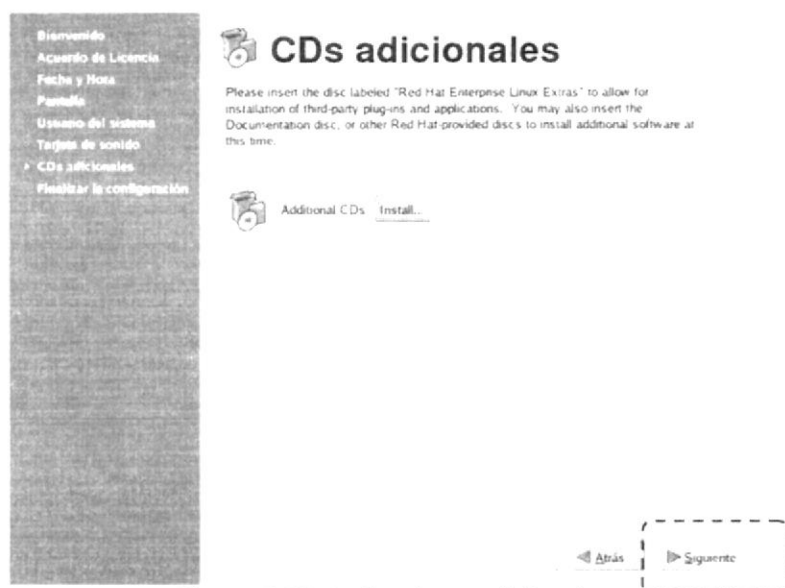 Bienvenido
Acuerdo de Licencia
Fecha y Hora
Pantalla
Usuario del sistema
Tarjeta de sonido
CDs adicionales
Finalizar la configuración
CDs adicionales
Please insert the disc labeled "Red Hat Enterprise Linux Extras" to allow for
installation of third-party plug-ins and applications. You may also insert the
Documentation disc, or other Red Hat-provided discs to install additional software at
this time.
Additional CDs Install...
Atrás Siguiente